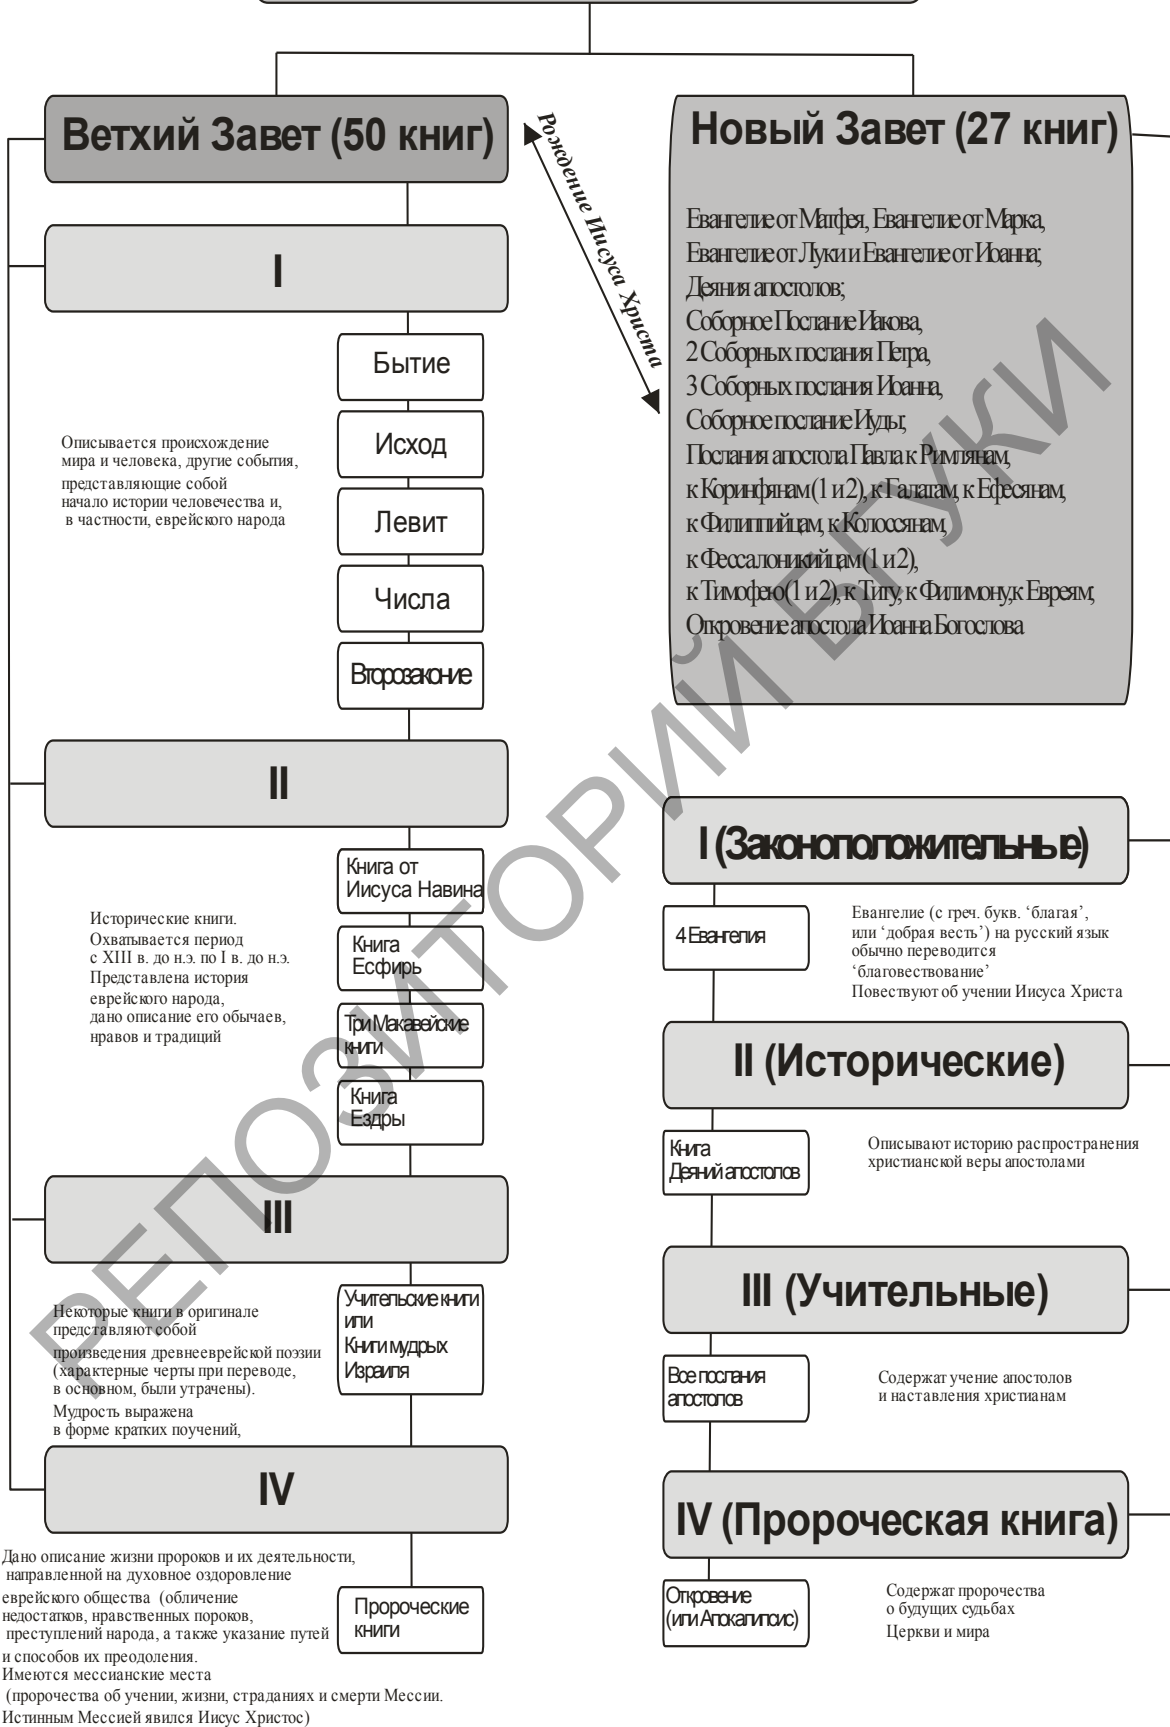 Ветхий Завет (50 книг)
I
Бытие
Исход
Левит
Числа
Второзаконие
Описывается происхождение
мира и человека, другие события,
представляющие собой
начало истории человечества и,
в частности, еврейского народа
II
Книга от
Иисуса Навина
Книга
Есфирь
Три Макавейские
книги
Книга
Ездры
Исторические книги.
Охватывается период
с XIII в. до н.э. по I в. до н.э.
Представлена история
еврейского народа,
дано описание его обычаев,
нравов и традиций
III
Учительские книги
или
Книги мудрых
Израиля
Некоторые книги в оригинале
представляют собой
произведения древнееврейской поэзии
(характерные черты при переводе,
в основном, были утрачены).
Мудрость выражена
в форме кратких поучений,
IV
Пророческие
книги
Дано описание жизни пророков и их деятельности,
направленной на духовное оздоровление
еврейского общества (обличение
недостатков, нравственных пороков,
преступлений народа, а также указание путей
и способов их преодоления.
Имеются мессианские места
(пророчества об учении, жизни, страданиях и смерти Мессии.
Истинным Мессией явился Иисус Христос)
Рождение Иисуса Христа
Новый Завет (27 книг)
Евангелие от Матфея, Евангелие от Марка,
Евангелие от Луки и Евангелие от Иоанна;
Деяния апостолов;
Соборное Послание Иакова,
2 Соборных послания Петра,
3 Соборных послания Иоанна,
Соборное послание Иуды;
Послания апостола Павла к Римлянам,
к Коринфянам (1 и 2), к Галатам, к Ефесянам,
к Филиппийцам, к Колоссянам,
к Фессалоникийцам (1 и 2),
к Тимофею (1 и 2), к Титу, к Филимону,к Евреям;
Откровение апостола Иоанна Богослова
I (Законоположительные)
4 Евангелия
Евангелие (с греч. букв. ‘благая’,
или ‘добрая весть’) на русский язык
обычно переводится
‘благовествование’
Повествуют об учении Иисуса Христа
II (Исторические)
Книга
Деяний апостолов
Описывают историю распространения
христианской веры апостолами
III (Учительные)
Все послания
апостолов
Содержат учение апостолов
и наставления христианам
IV (Пророческая книга)
Откровение
(или Апокалипсис)
Содержат пророчества
о будущих судьбах
Церкви и мира
РЕПОЗИТОРИЙ БГУКИ